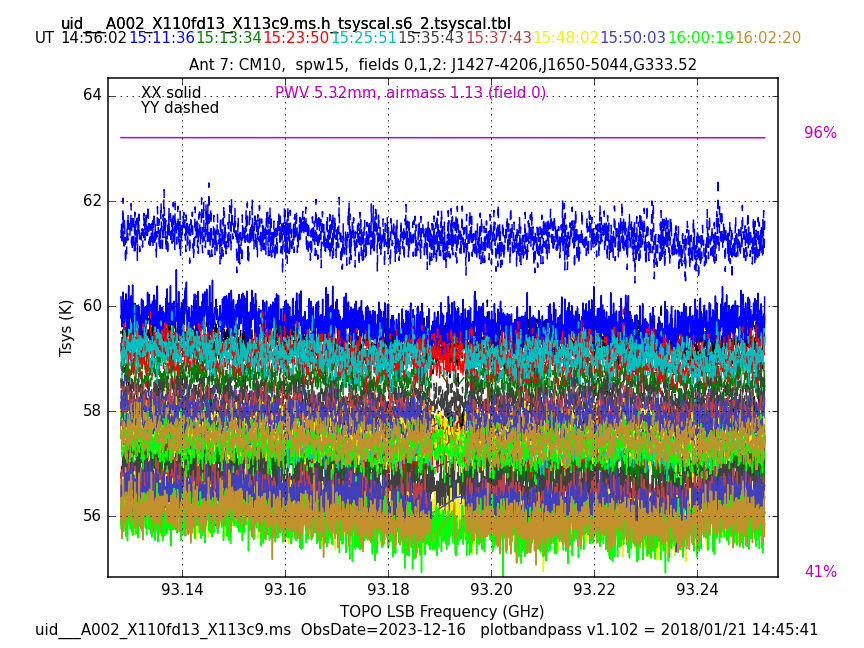 uid___A002_X110fd13_X113c9.ms.h_tsyscal.s6_2.tsyscal.tbl
UT 14:56:02 15:11:36 15:13:34 15:23:50 15:25:51 15:35:43 15:37:43 15:48:02 15:50:03 16:00:19 16:02:20
Ant 7: CM10,  spw15,  fields 0,1,2: J1427-4206,J1650-5044,G333.52
XX solid
YY dashed
PWV 5.32mm, airmass 1.13 (field 0)
96%
41%
64
62
60
58
56
Tsys (K)
93.14 93.16 93.18 93.20 93.22 93.24
TOPO LSB Frequency (GHz)
uid___A002_X110fd13_X113c9.ms  ObsDate=2023-12-16   plotbandpass v1.102 = 2018/01/21 14:45:41